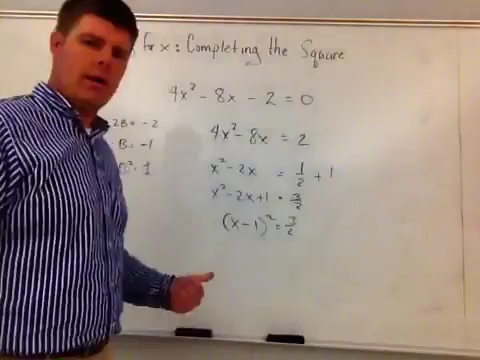 for x: Completing the Square
4x² - 8x - 2 = 0
2B = -2
4x² - 8x = 2
B = -1
x² - 2x = 1/2 + 1
B² = 1
x² - 2x + 1 = 3/2
(x - 1)² = 3/2